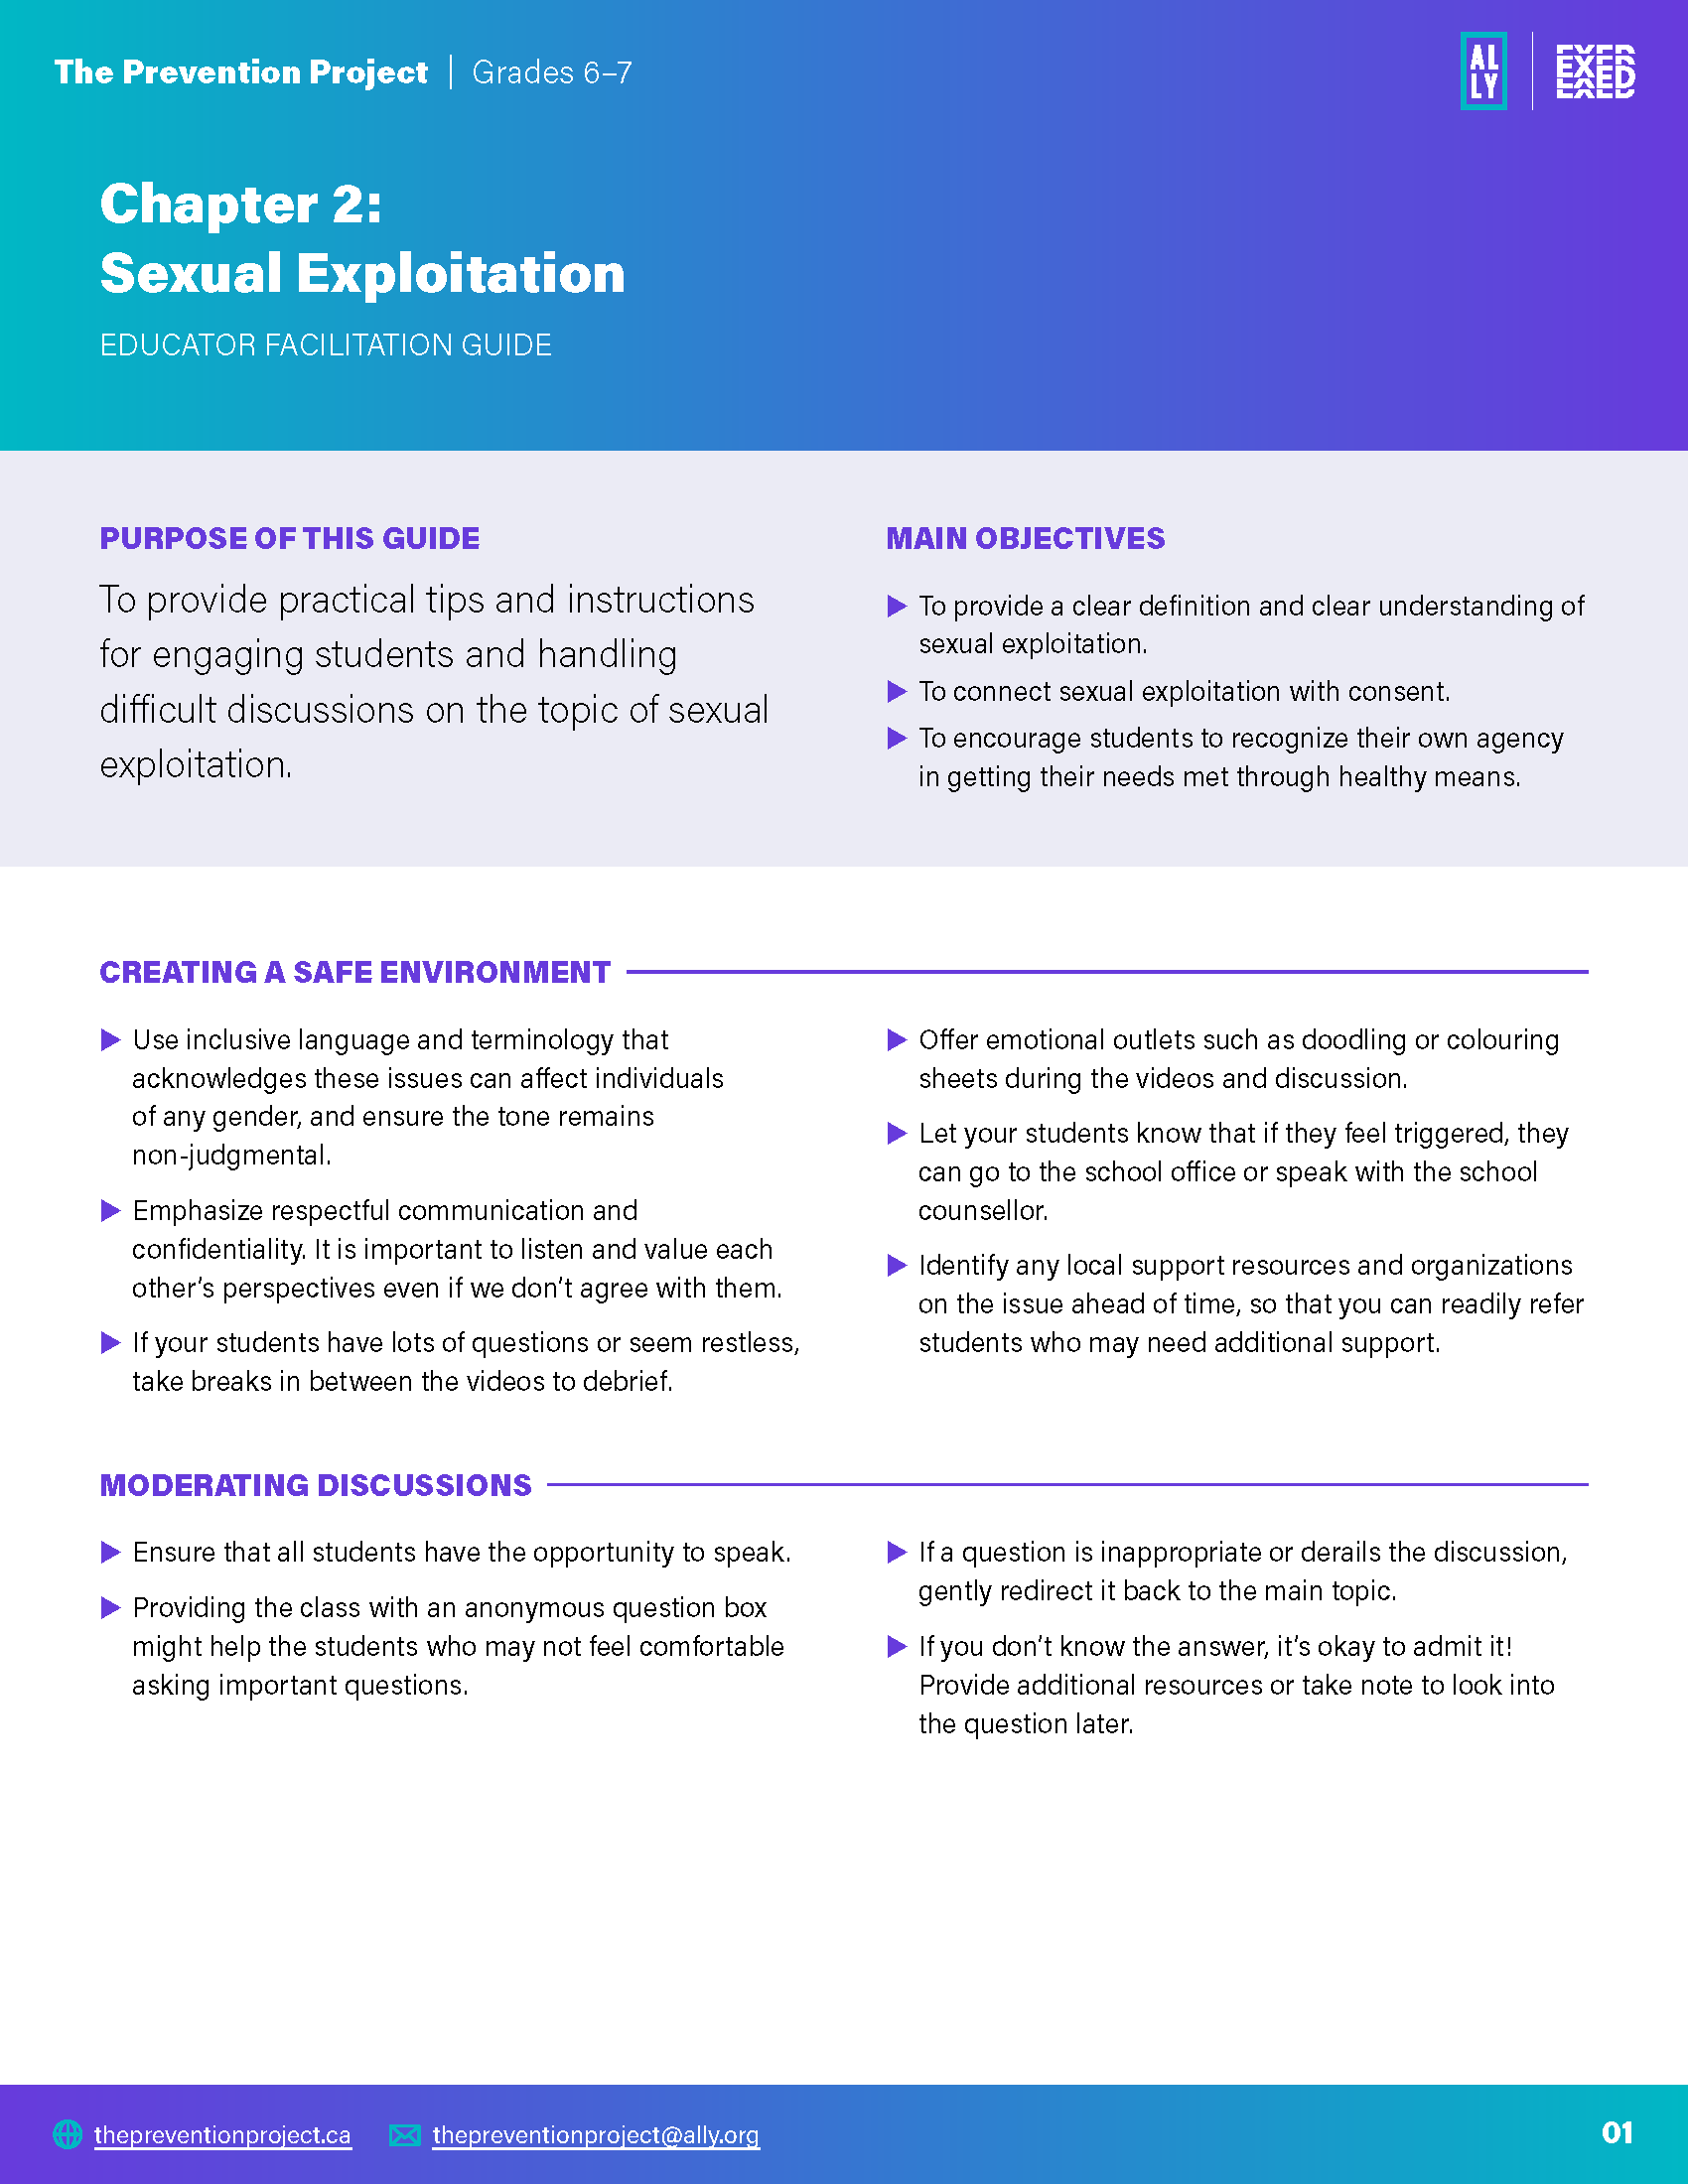 The Prevention Project | Grades 6–7
AL
LY
EXER
EXED
Chapter 2:
Sexual Exploitation
EDUCATOR FACILITATION GUIDE
PURPOSE OF THIS GUIDE
To provide practical tips and instructions
for engaging students and handling
difficult discussions on the topic of sexual
exploitation.
MAIN OBJECTIVES
▶ To provide a clear definition and clear understanding of
sexual exploitation.
▶ To connect sexual exploitation with consent.
▶ To encourage students to recognize their own agency
in getting their needs met through healthy means.
CREATING A SAFE ENVIRONMENT
▶ Use inclusive language and terminology that
acknowledges these issues can affect individuals
of any gender, and ensure the tone remains
non-judgmental.
▶ Emphasize respectful communication and
confidentiality. It is important to listen and value each
other’s perspectives even if we don’t agree with them.
▶ If your students have lots of questions or seem restless,
take breaks in between the videos to debrief.
▶ Offer emotional outlets such as doodling or colouring
sheets during the videos and discussion.
▶ Let your students know that if they feel triggered, they
can go to the school office or speak with the school
counsellor.
▶ Identify any local support resources and organizations
on the issue ahead of time, so that you can readily refer
students who may need additional support.
MODERATING DISCUSSIONS
▶ Ensure that all students have the opportunity to speak.
▶ Providing the class with an anonymous question box
might help the students who may not feel comfortable
asking important questions.
▶ If a question is inappropriate or derails the discussion,
gently redirect it back to the main topic.
▶ If you don’t know the answer, it’s okay to admit it!
Provide additional resources or take note to look into
the question later.
thepreventionproject.ca
thepreventionproject@ally.org
01